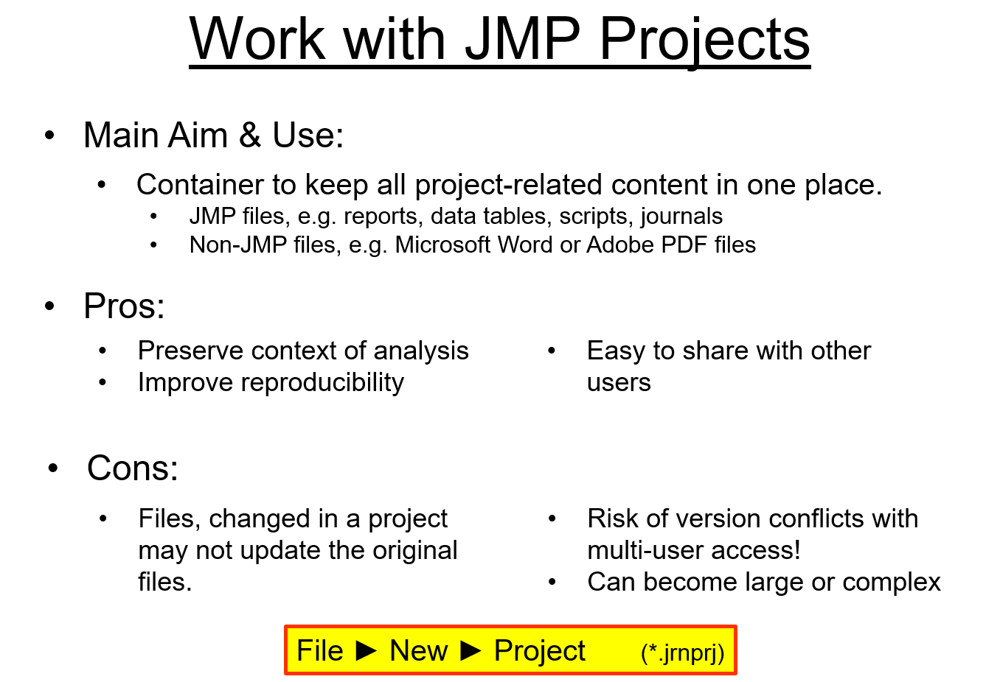 Work with JMP Projects
• Main Aim & Use:
• Container to keep all project-related content in one place.
• JMP files, e.g. reports, data tables, scripts, journals
• Non-JMP files, e.g. Microsoft Word or Adobe PDF files
• Pros:
• Preserve context of analysis
• Improve reproducibility
• Easy to share with other
users
• Cons:
• Files, changed in a project
may not update the original
files.
• Risk of version conflicts with
multi-user access!
• Can become large or complex
File ► New ► Project (*.jrnprj)